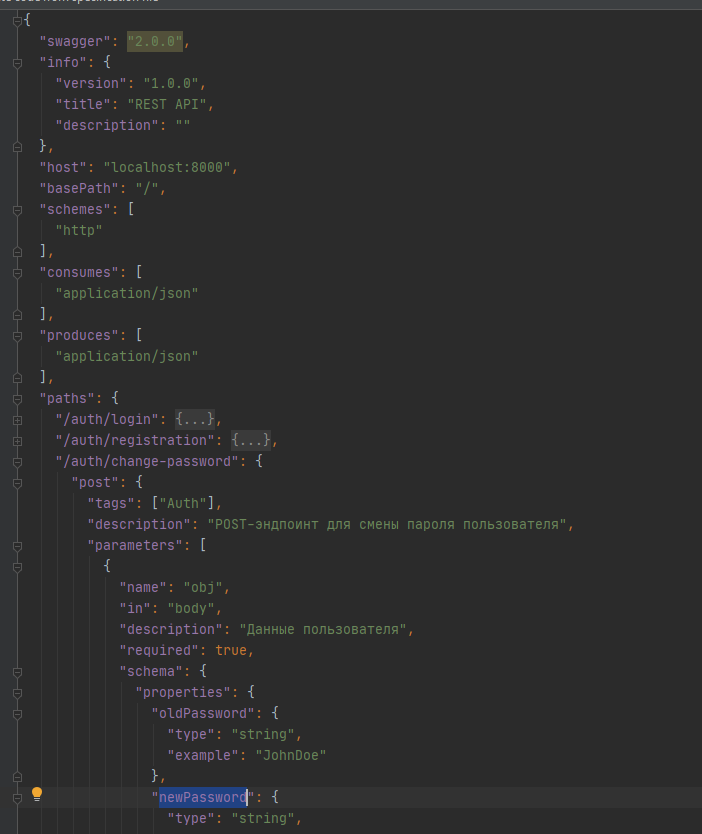 {
"swagger": "2.0.0",
"info": {
"version": "1.0.0",
"title": "REST API",
"description": ""
},
"host": "localhost:8000",
"basePath": "/",
"schemes": [
"http"
],
"consumes": [
"application/json"
],
"produces": [
"application/json"
],
"paths": {
"/auth/login": {...},
"/auth/registration": {...},
"/auth/change-password": {
"post": {
"tags": ["Auth"],
"description": "POST-эндпоинт для смены пароля пользователя",
"parameters": [
{
"name": "obj",
"in": "body",
"description": "Данные пользователя",
"required": true,
"schema": {
"properties": {
"oldPassword": {
"type": "string",
"example": "JohnDoe"
},
"newPassword": {
"type": "string",